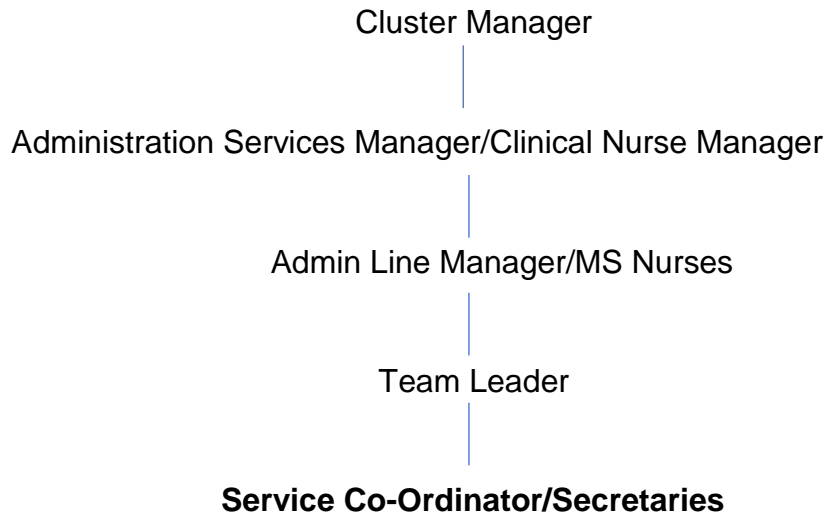 Cluster Manager
Administration Services Manager/Clinical Nurse Manager
Admin Line Manager/MS Nurses
Team Leader
Service Co-Ordinator/Secretaries